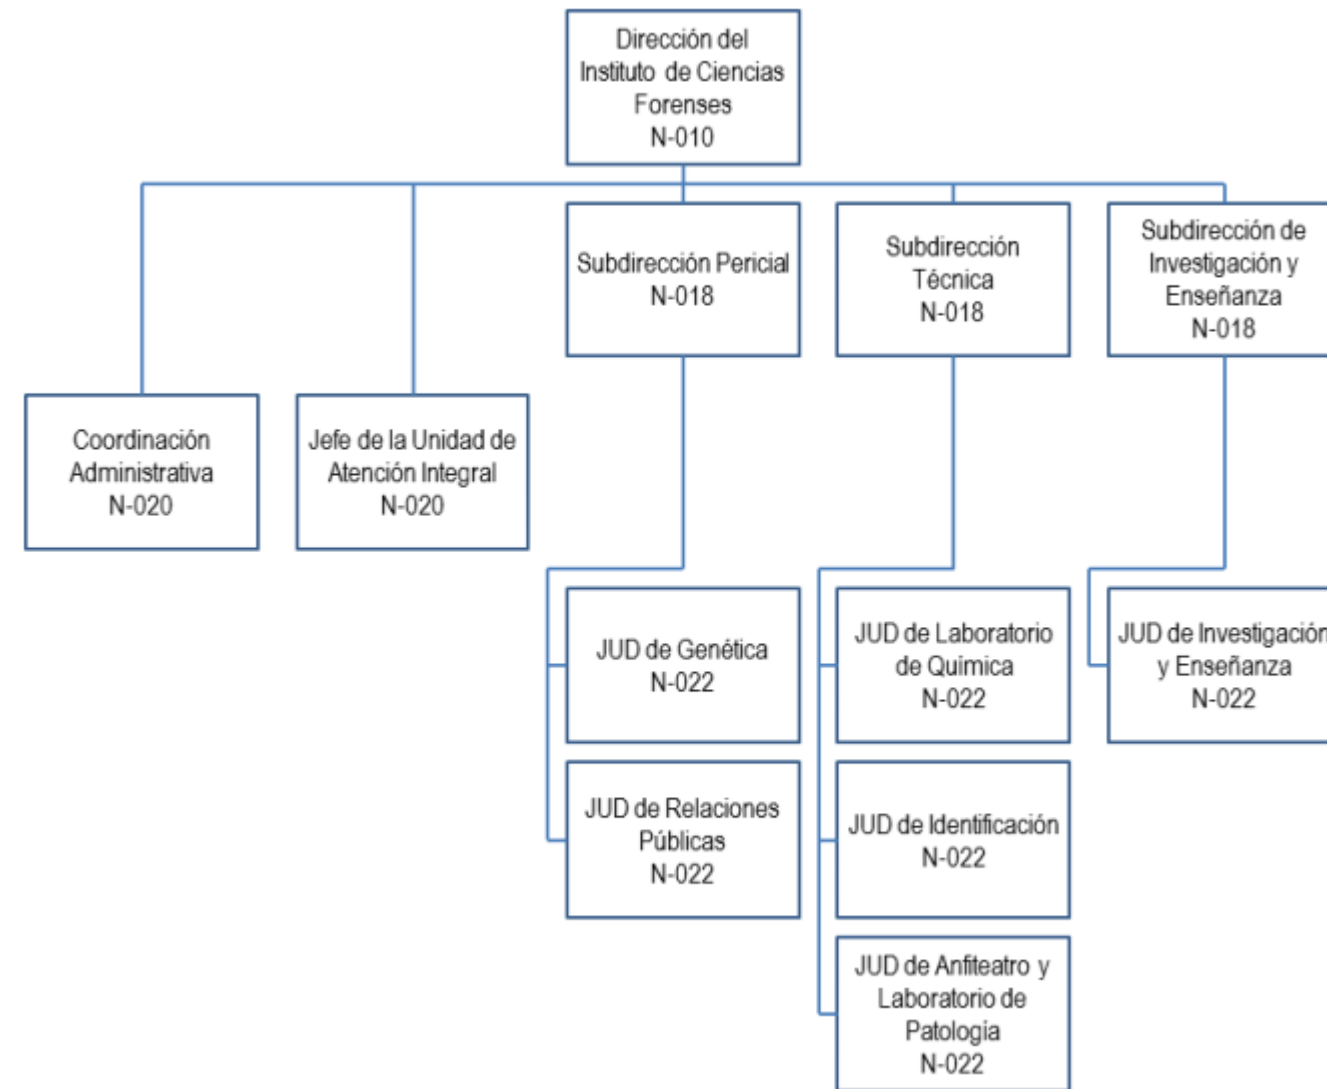 Dirección del
Instituto de Ciencias
Forenses
N-010
Subdirección Pericial
N-018
Subdirección
Técnica
N-018
Subdirección de
Investigación y
Enseñanza
N-018
Coordinación
Administrativa
N-020
Jefe de la Unidad de
Atención Integral
N-020
JUD de Genética
N-022
JUD de Laboratorio
de Química
N-022
JUD de Investigación
y Enseñanza
N-022
JUD de Relaciones
Públicas
N-022
JUD de Identificación
N-022
JUD de Anfiteatro y
Laboratorio de
Patología
N-022